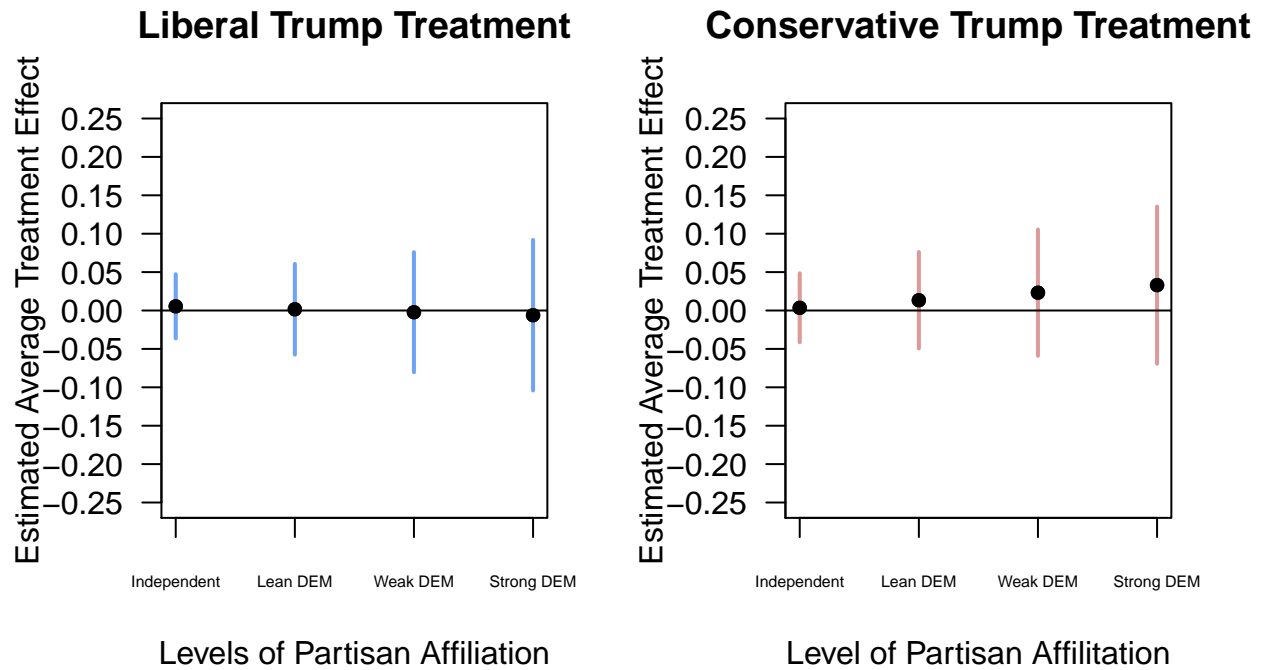 Liberal Trump Treatment
Estimated Average Treatment Effect
0.25
0.20
0.15
0.10
0.05
0.00
−0.05
−0.10
−0.15
−0.20
−0.25
Independent Lean DEM Weak DEM Strong DEM
Levels of Partisan Affiliation
Conservative Trump Treatment
Estimated Average Treatment Effect
0.25
0.20
0.15
0.10
0.05
0.00
−0.05
−0.10
−0.15
−0.20
−0.25
Independent Lean DEM Weak DEM Strong DEM
Level of Partisan Affilitation